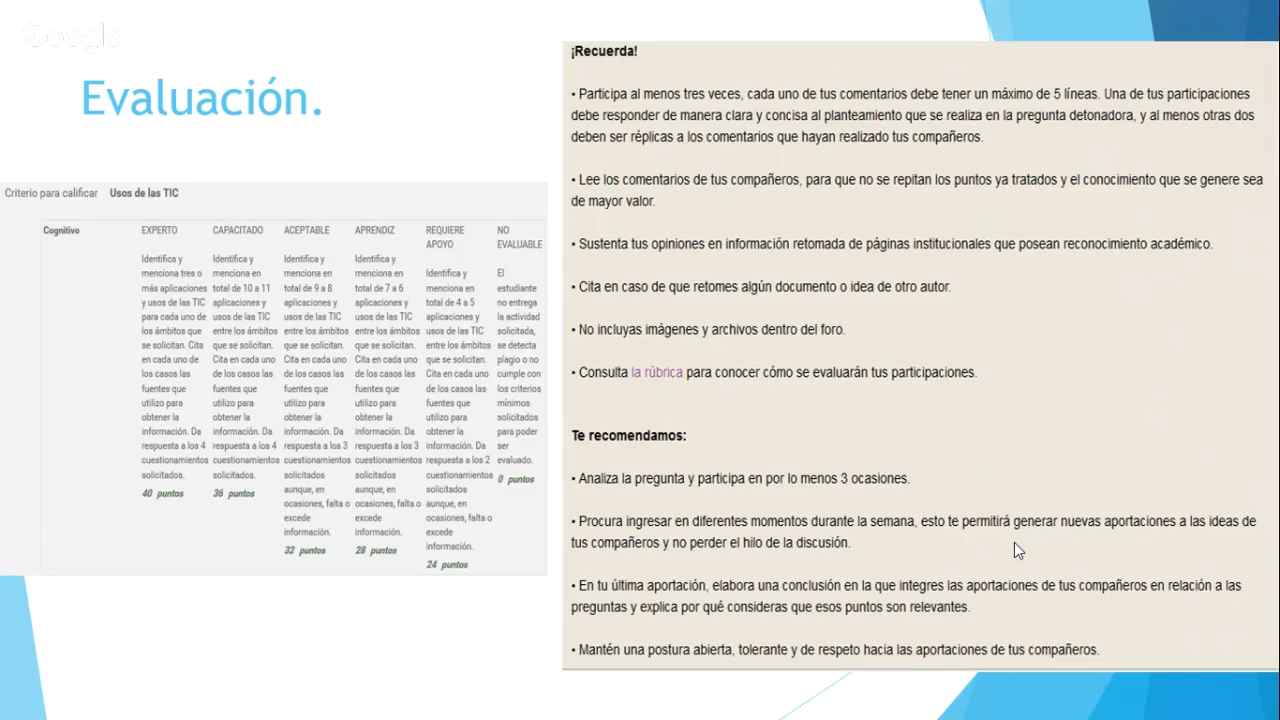 Google
Evaluación.
Criterio para calificar Usos de las TIC
Cognitivo
EXPERTO
Identifica y
menciona tres o
más aplicaciones
y usos de las TIC
para cada uno de
los ámbitos que
se solicitan. Cita
en cada uno de
los casos las
fuentes que
utilizo para
obtener la
información. Da
respuesta a los 4
cuestionamientos
solicitados.
40 puntos
CAPACITADO
Identifica y
menciona en
total de 10 a 11
aplicaciones y
usos de las TIC
entre los ámbitos
que se solicitan.
Cita en cada uno
de los casos las
fuentes que
utilizo para
obtener la
información. Da
respuesta a los 4
cuestionamientos
solicitados.
36 puntos
ACEPTABLE
Identifica y
menciona en
total de 9 a 8
aplicaciones y
usos de las TIC
entre los ámbitos
que se solicitan.
Cita en cada uno
de los casos las
fuentes que
utilizo para
obtener la
información. Da
respuesta a los 3
cuestionamientos
solicitados
aunque, en
ocasiones, falta o
excede
información.
32 puntos
APRENDIZ
Identifica y
menciona en
total de 7 a 6
aplicaciones y
usos de las TIC
entre los ámbitos
que se solicitan.
Cita en cada uno
de los casos las
fuentes que
utilizo para
obtener la
información. Da
respuesta a los 3
cuestionamientos
solicitados
aunque, en
ocasiones, falta o
excede
información.
28 puntos
REQUIERE
APOYO
Identifica y
menciona en
total de 4 a 5
aplicaciones y
usos de las TIC
entre los ámbitos
que se solicitan.
Cita en cada uno
de los casos las
fuentes que
utilizo para
obtener la
información. Da
respuesta a los 2
cuestionamientos
solicitados
aunque, en
ocasiones, falta o
excede
información.
24 puntos
NO
EVALUABLE
El
estudiante
no entrega
la actividad
solicitada,
se detecta
plagio o no
cumple con
los criterios
mínimos
solicitados
para poder
ser
evaluado.
0 puntos
¡Recuerda!
• Participa al menos tres veces, cada uno de tus comentarios debe tener un máximo de 5 líneas. Una de tus participaciones
debe responder de manera clara y concisa al planteamiento que se realiza en la pregunta detonadora, y al menos otras dos
deben ser réplicas a los comentarios que hayan realizado tu compañeros.
• Lee los comentarios de tus compañeros, para que no se repitan los puntos ya tratados y el conocimiento que se genere sea
de mayor valor.
• Sustenta tus opiniones en información retomada de páginas institucionales que posean reconocimiento académico.
• Cita en caso de que retomes algún documento o idea de otro autor.
• No incluyas imágenes y archivos dentro del foro.
• Consulta la rúbrica para conocer cómo se evaluarán tus participaciones.
Te recomendamos:
• Analiza la pregunta y participa en por lo menos 3 ocasiones.
• Procura ingresar en diferentes momentos durante la semana, esto te permitirá generar nuevas aportaciones a las ideas de
tus compañeros y no perder el hilo de la discusión.
• En tu última aportación, elabora una conclusión en la que integres las aportaciones de tus compañeros en relación a las
preguntas y explica por qué consideras que esos puntos son relevantes.
• Mantén una postura abierta, tolerante y de respeto hacia las aportaciones de tus compañeros.